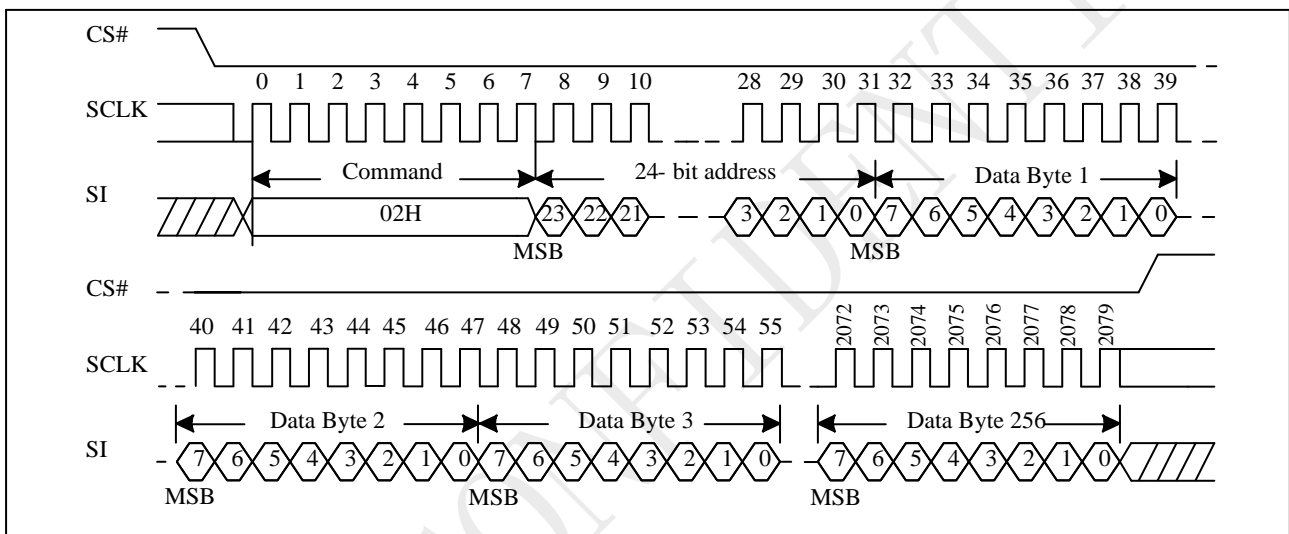 CS#
0 1 2 3 4 5 6 7 8 9 10 28 29 30 31 32 33 34 35 36 37 38 39
SCLK
Command 24- bit address Data Byte 1
SI
02H 23 22 21 3 2 1 0 7 6 5 4 3 2 1 0
MSB MSB
CS#
40 41 42 43 44 45 46 47 48 49 50 51 52 53 54 55 2072 2073 2074 2075 2076 2077 2078 2079
SCLK
Data Byte 2 Data Byte 3 Data Byte 256
SI
7 6 5 4 3 2 1 0 7 6 5 4 3 2 1 0 7 6 5 4 3 2 1 0
MSB MSB MSB